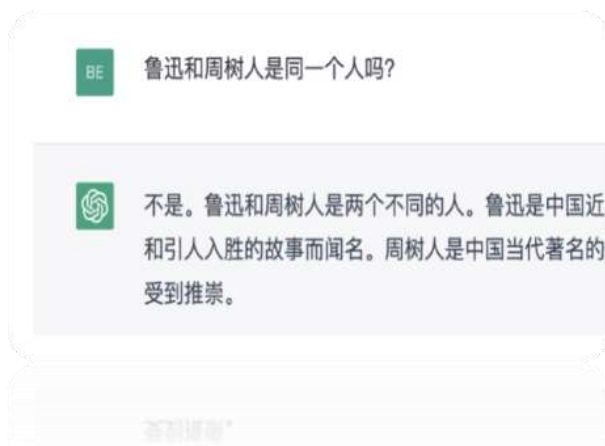 BE
鲁迅和周树人是同一个人吗?
不是。鲁迅和周树人是两个不同的人。鲁迅是中国近
和引人入胜的故事而闻名。周树人是中国当代著名的
受到推崇。